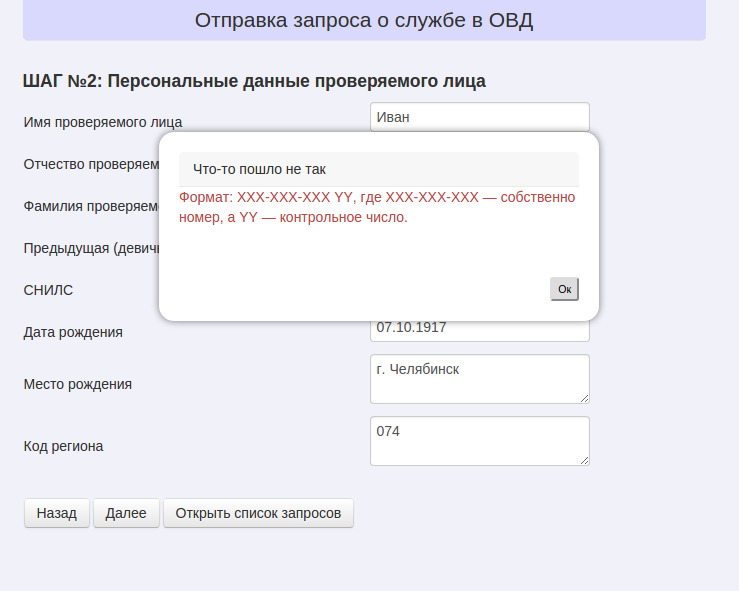 Отправка запроса о службе в ОВД
ШАГ №2: Персональные данные проверяемого лица
Имя проверяемого лица
Иван
Отчество проверяем
Фамилия проверяем
Предыдущая (девич
СНИЛС
Что-то пошло не так
Формат: XXX-XXX-XXX YY, где XXX-XXX-XXX — собственно
номер, а YY — контрольное число.
Ок
Дата рождения
07.10.1917
Место рождения
г. Челябинск
Код региона
074
Назад
Далее
Открыть список запросов